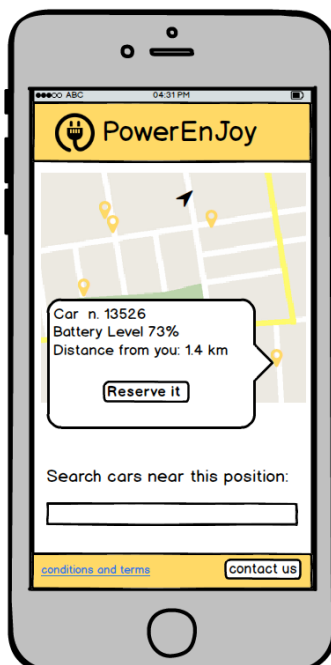 ABC 04:31 PM
PowerEnJoy
Car n. 13526
Battery Level 73%
Distance from you: 1.4 km
Reserve it
Search cars near this position:
conditions and terms contact us